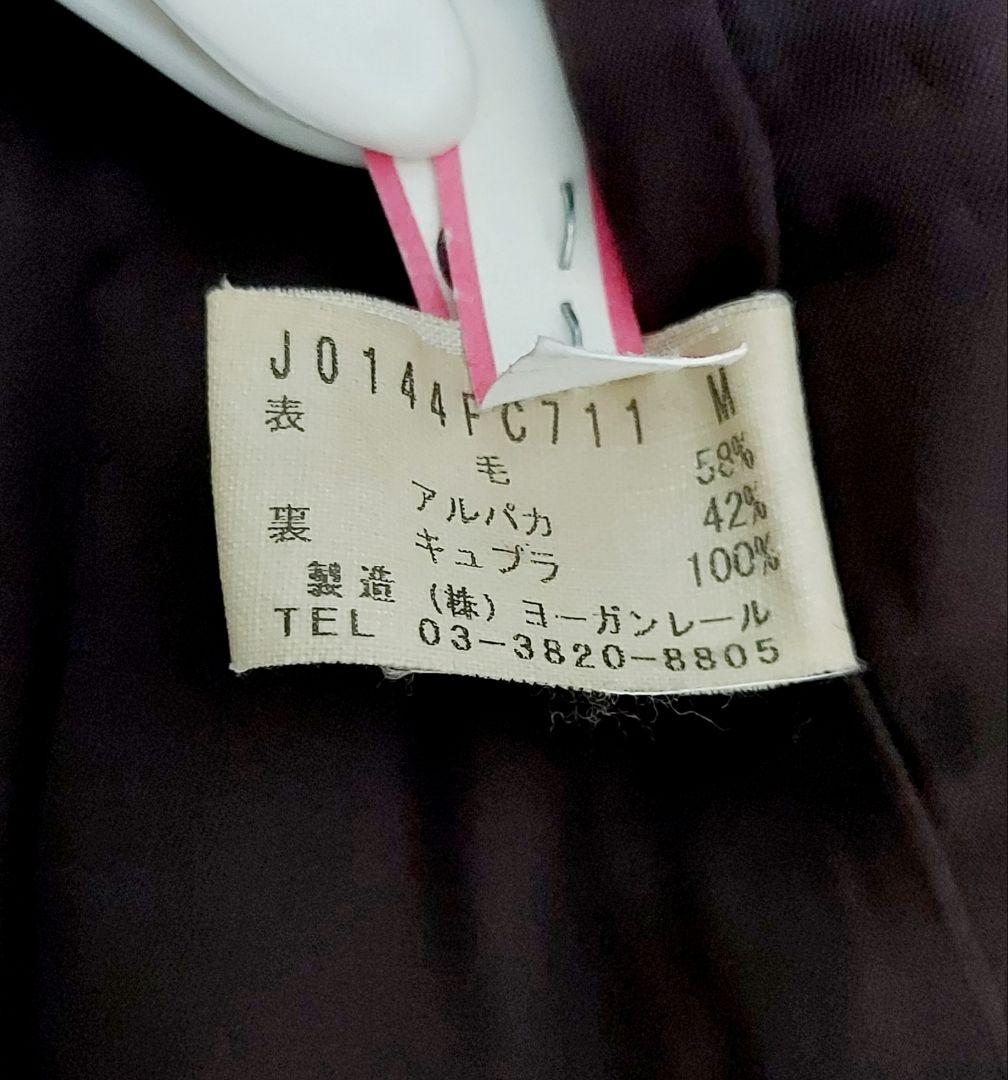 J0144FC711 M
表 毛 58%
アルパカ 42%
裏 キュプラ 100%
製造 (株)ヨーガンレール
TEL 03-3820-8805